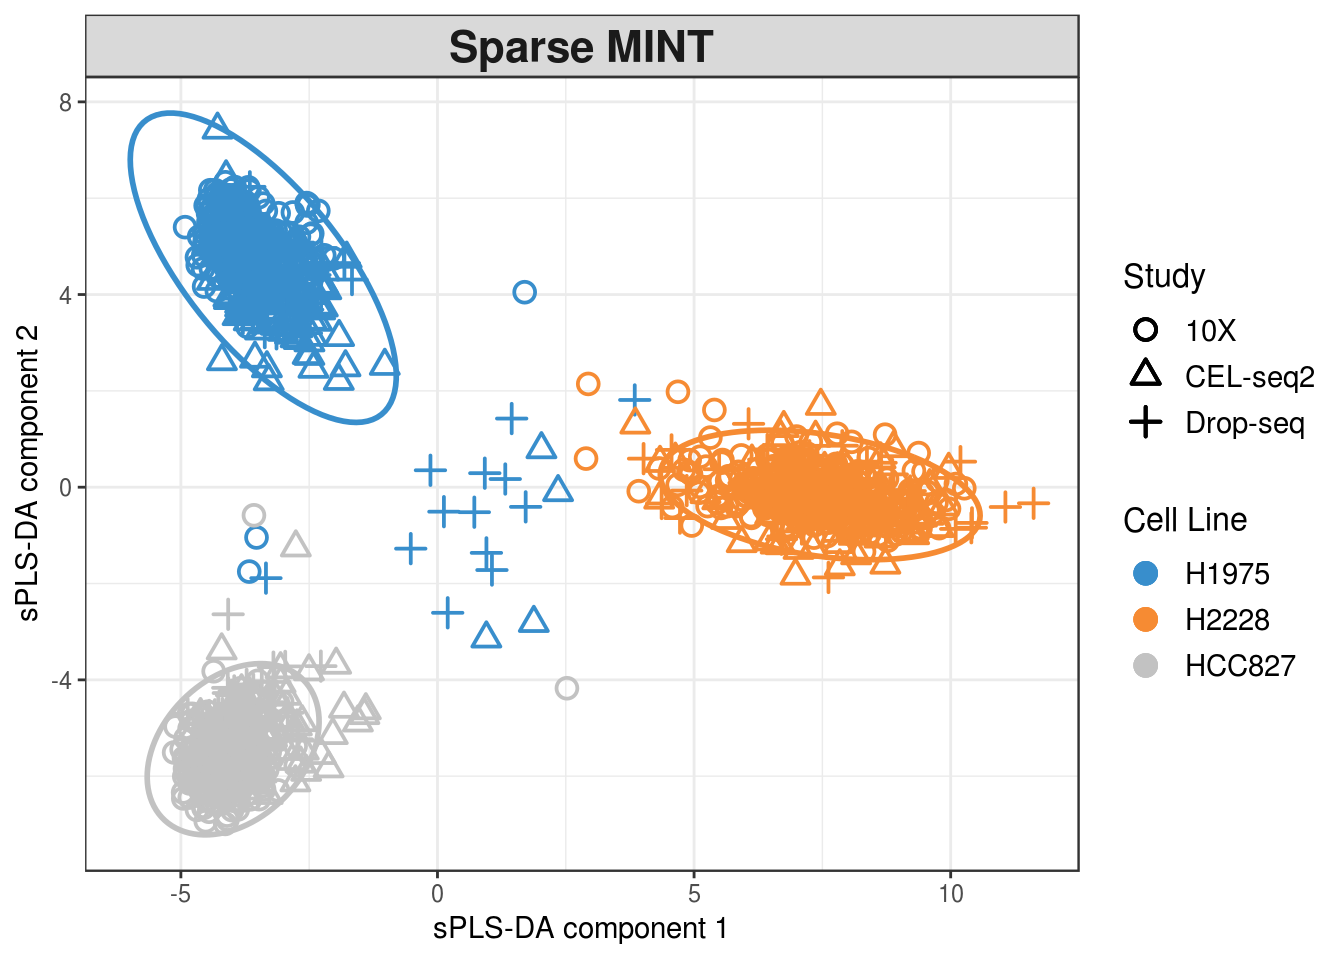 Sparse MINT
sPLS-DA component 2
8
4
0
-4
-5
0
5
10
sPLS-DA component 1
Study
10X
CEL-seq2
Drop-seq
Cell Line
H1975
H2228
HCC827